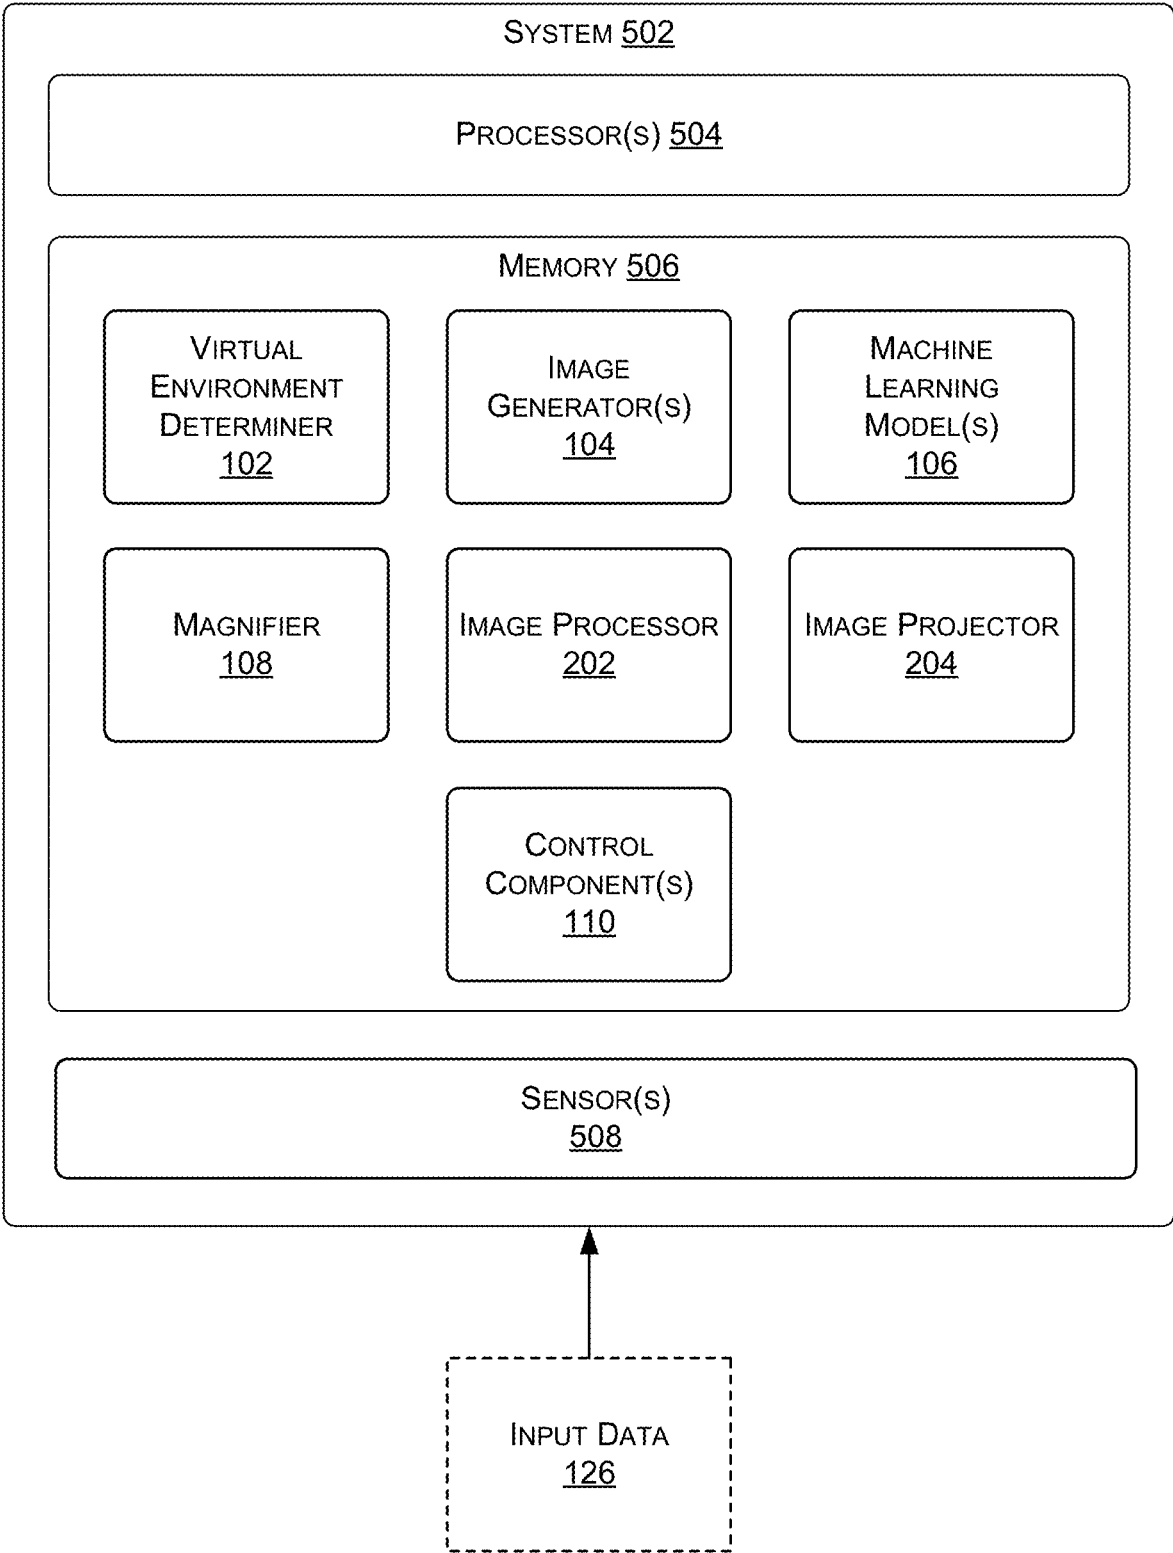 SYSTEM 502
PROCESSOR(S) 504
MEMORY 506
VIRTUAL
ENVIRONMENT
DETERMINER
102
IMAGE
GENERATOR(S)
104
MACHINE
LEARNING
MODEL(S)
106
MAGNIFIER
108
IMAGE PROCESSOR
202
IMAGE PROJECTOR
204
CONTROL
COMPONENT(S)
110
SENSOR(S)
508
INPUT DATA
126